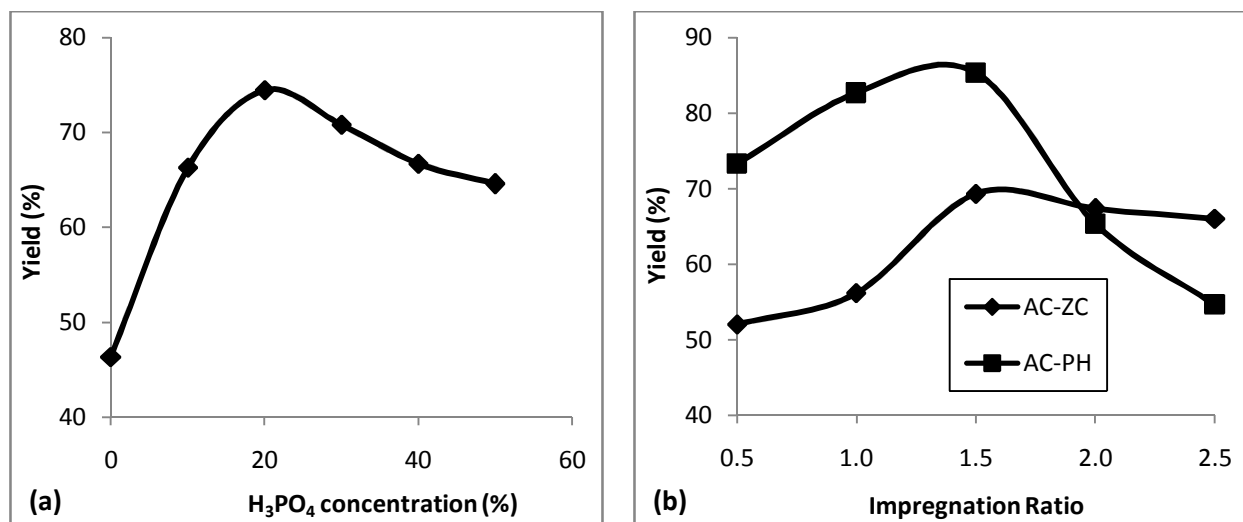 80
70
60
50
40
Yield (%)
0
20
40
60
H₃PO₄ concentration (%)
(a)
90
80
70
60
50
40
Yield (%)
AC-ZC
AC-PH
0.5
1.0
1.5
2.0
2.5
Impregnation Ratio
(b)